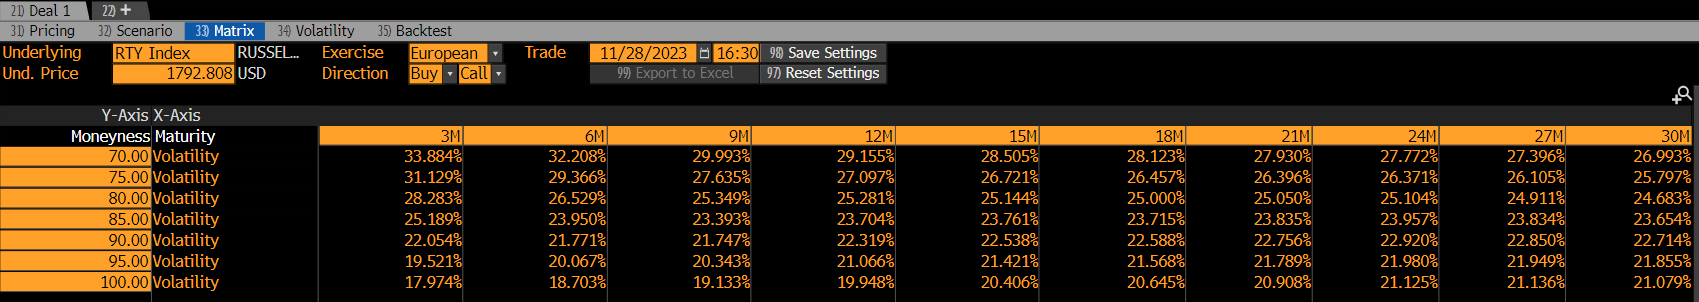 21) Deal 1 22) +
31) Pricing 32) Scenario 33) Matrix 34) Volatility 35) Backtest
Underlying RTY Index RUSSEL... Exercise European Trade 11/28/2023 16:30 98) Save Settings
Und. Price 1792.808 USD Direction Buy Call 99) Export to Excel 97) Reset Settings
Y-Axis X-Axis
Moneyness Maturity 3M 6M 9M 12M 15M 18M 21M 24M 27M 30M
70.00 Volatility 33.884% 32.208% 29.993% 29.155% 28.505% 28.123% 27.930% 27.772% 27.396% 26.993%
75.00 Volatility 31.129% 29.366% 27.635% 27.097% 26.721% 26.457% 26.396% 26.371% 26.105% 25.797%
80.00 Volatility 28.283% 26.529% 25.349% 25.281% 25.144% 25.000% 25.050% 25.104% 24.911% 24.683%
85.00 Volatility 25.189% 23.950% 23.393% 23.704% 23.761% 23.715% 23.835% 23.957% 23.834% 23.654%
90.00 Volatility 22.054% 21.771% 21.747% 22.319% 22.538% 22.588% 22.756% 22.920% 22.850% 22.714%
95.00 Volatility 19.521% 20.067% 20.343% 21.066% 21.421% 21.568% 21.789% 21.980% 21.949% 21.855%
100.00 Volatility 17.974% 18.703% 19.133% 19.948% 20.406% 20.645% 20.908% 21.125% 21.136% 21.079%